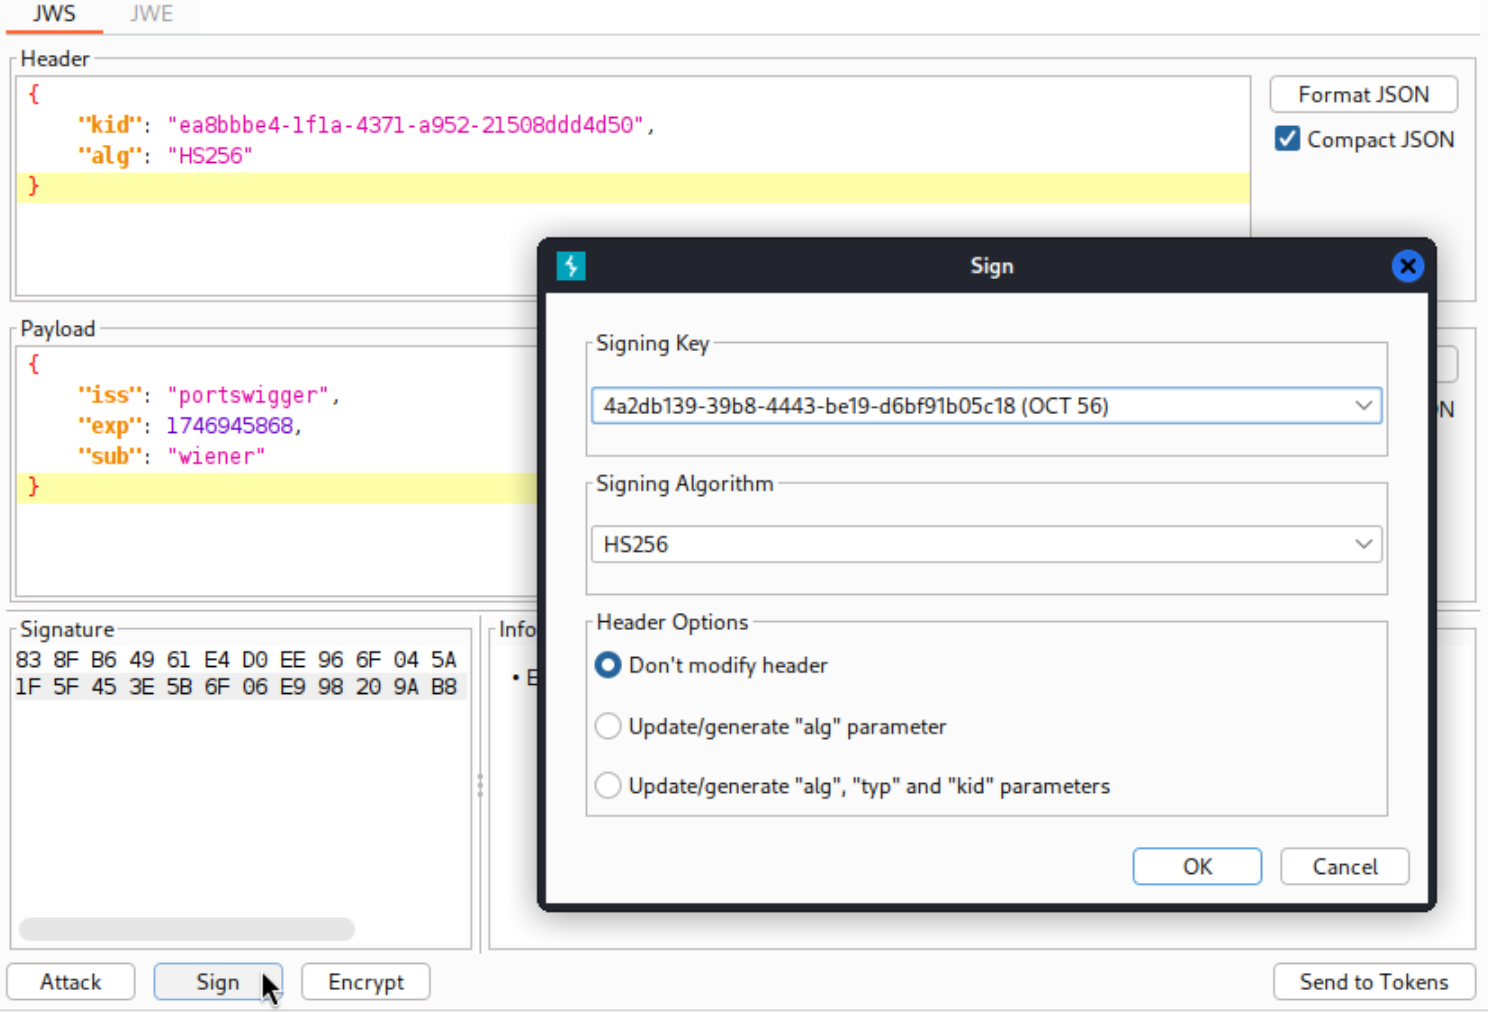 JWS JWE
Header
{
"kid": "ea8bbbe4-1f1a-4371-a952-21508ddd4d50",
"alg": "HS256"
}
Format JSON
Compact JSON
Payload
{
"iss": "portswigger",
"exp": 1746945868,
"sub": "wiener"
}
Signature
83 8F B6 49 61 E4 D0 EE 96 6F 04 5A
1F 5F 45 3E 5B 6F 06 E9 98 20 9A B8
Sign
Signing Key
4a2db139-39b8-4443-be19-d6bf91b05c18 (OCT 56)
Signing Algorithm
HS256
Header Options
Don't modify header
Update/generate "alg" parameter
Update/generate "alg", "typ" and "kid" parameters
OK Cancel
Attack Sign Encrypt Send to Tokens